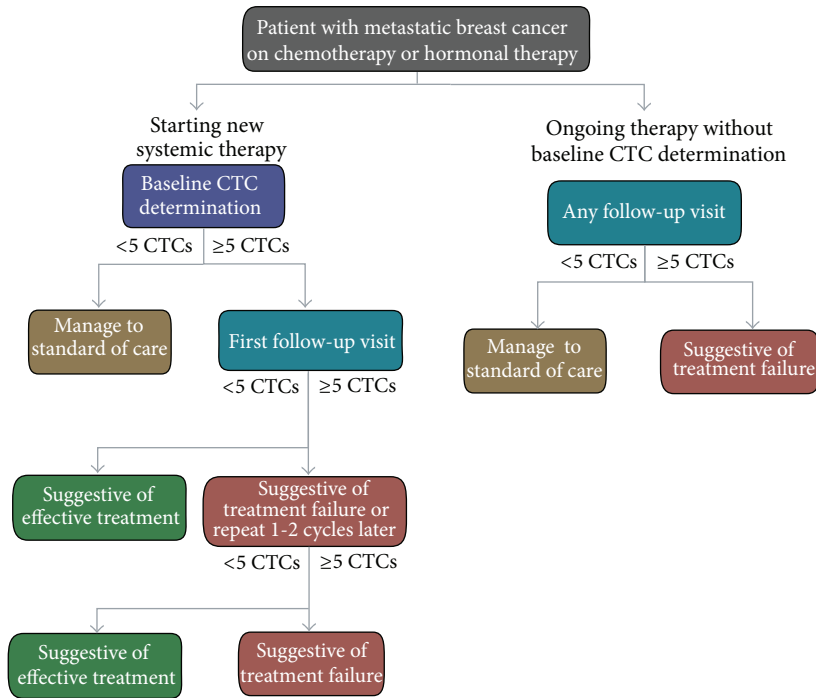 Patient with metastatic breast cancer
on chemotherapy or hormonal therapy
Starting new
systemic therapy
Ongoing therapy without
baseline CTC determination
Baseline CTC
determination
Any follow-up visit
<5 CTCs
≥5 CTCs
<5 CTCs
≥5 CTCs
Manage to
standard of care
First follow-up visit
Manage to
standard of care
Suggestive of
treatment failure
<5 CTCs
≥5 CTCs
Suggestive of
effective treatment
Suggestive of
treatment failure or
repeat 1-2 cycles later
<5 CTCs
≥5 CTCs
Suggestive of
effective treatment
Suggestive of
treatment failure